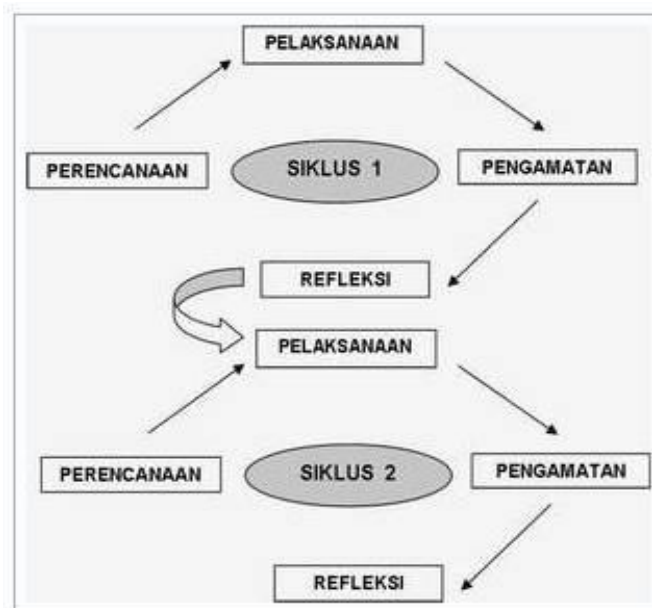 PELAKSANAAN
PERENCANAAN
SIKLUS 1
PENGAMATAN
REFLEKSI
PELAKSANAAN
PERENCANAAN
SIKLUS 2
PENGAMATAN
REFLEKSI